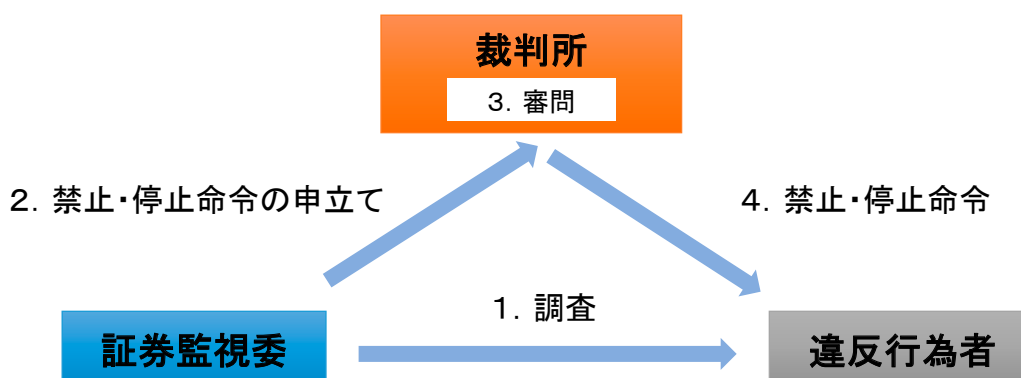 裁判所
3．審問
2．禁止・停止命令の申立て
4．禁止・停止命令
1．調査
証券監視委
違反行為者